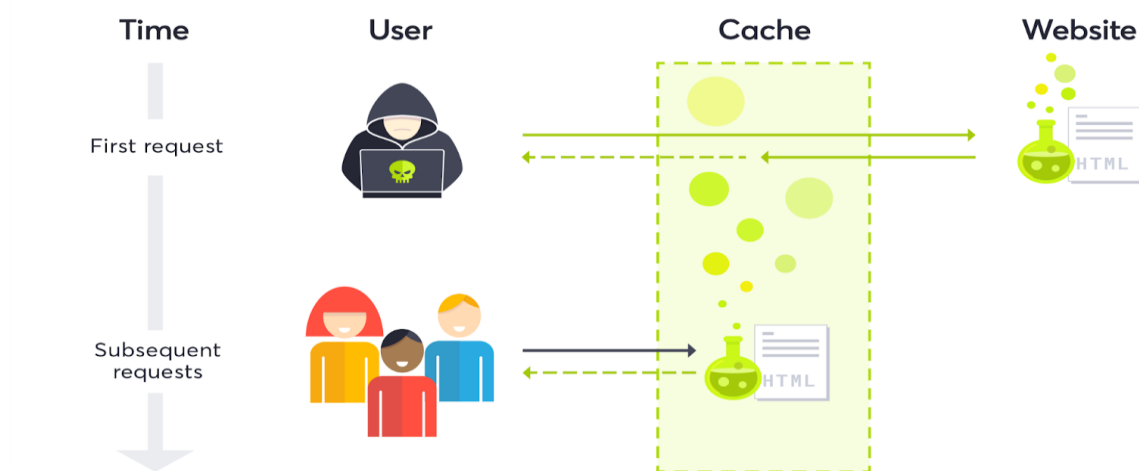 Time
User
Cache
Website
First request
HTML
Subsequent
requests
HTML